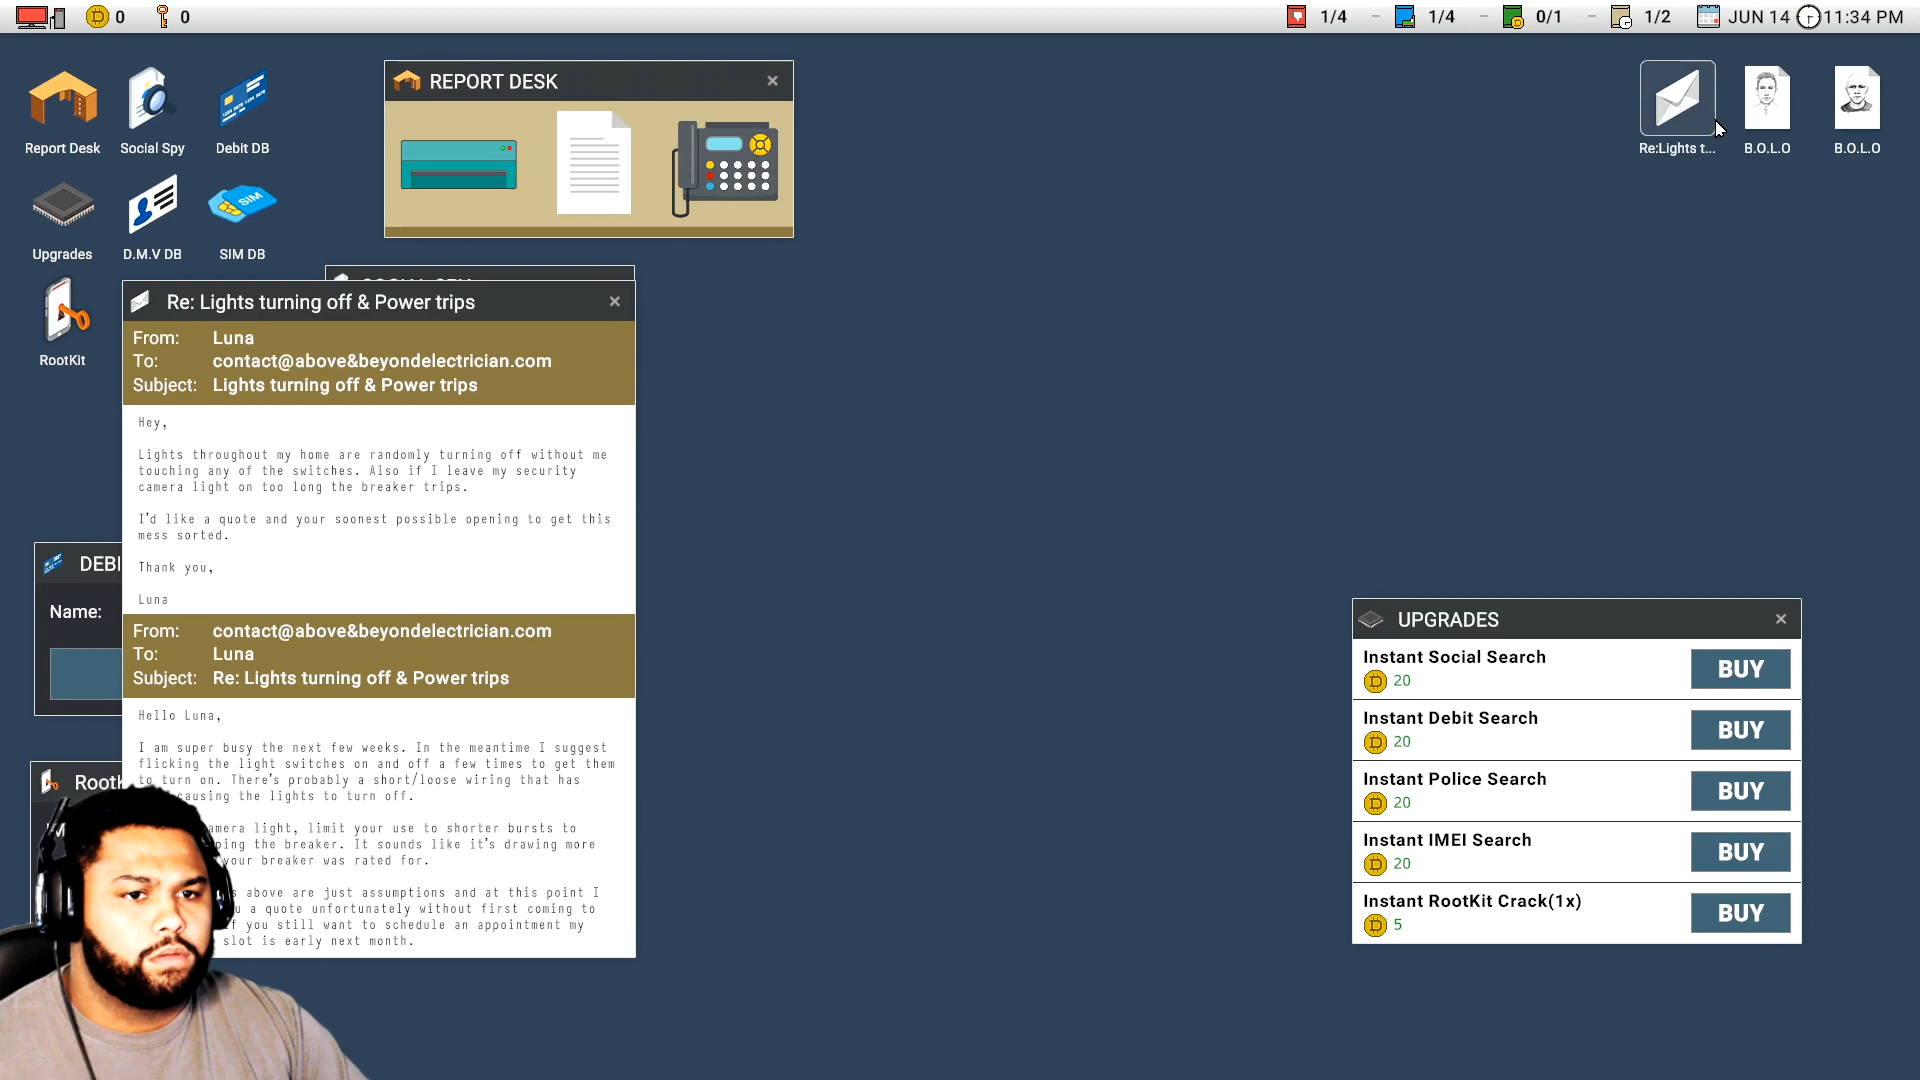 0 0 1/4 – 1/4 – 0/1 – 1/2 JUN 14 11:34 PM
Report Desk
Social Spy
Debit DB
Upgrades
D.M.V DB
SIM DB
RootKit
REPORT DESK
Re:Lights t...
B.O.L.O
B.O.L.O
Re: Lights turning off & Power trips
From: Luna
To: contact@above&beyondelectrician.com
Subject: Lights turning off & Power trips
Hey,
Lights throughout my home are randomly turning off without me
touching any of the switches. Also if I leave my security
camera light on too long the breaker trips.
I'd like a quote and your soonest possible opening to get this
mess sorted.
Thank you,
Luna
From: contact@above&beyondelectrician.com
To: Luna
Subject: Re: Lights turning off & Power trips
Hello Luna,
I am super busy the next few weeks. In the meantime I suggest
flicking the light switches on and off a few times to get them
to turn on. There's probably a short/loose wiring that has
causing the lights to turn off.
amera light, limit your use to shorter bursts to
ping the breaker. It sounds like it's drawing more
your breaker was rated for.
above are just assumptions and at this point I
u a quote unfortunately without first coming to
f you still want to schedule an appointment my
slot is early next month.
DEBI
Name:
RootK
UPGRADES
Instant Social Search
20
BUY
Instant Debit Search
20
BUY
Instant Police Search
20
BUY
Instant IMEI Search
20
BUY
Instant RootKit Crack(1x)
5
BUY